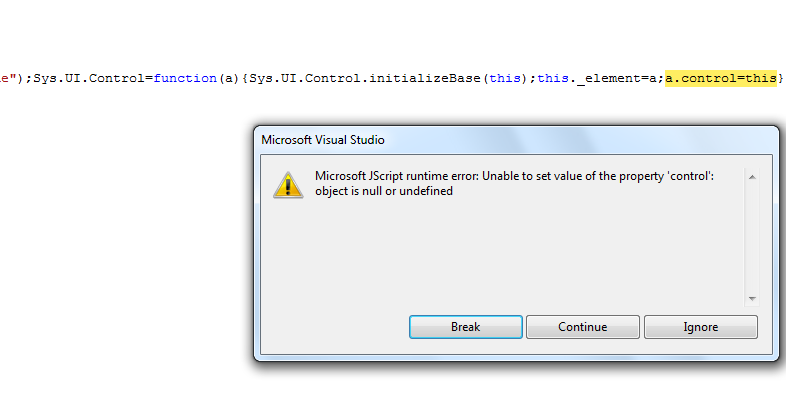 e");Sys.UI.Control=function(a){Sys.UI.Control.initializeBase(this);this._element=a;a.control=this}
Microsoft Visual Studio
Microsoft JScript runtime error: Unable to set value of the property 'control':
object is null or undefined
Break Continue Ignore